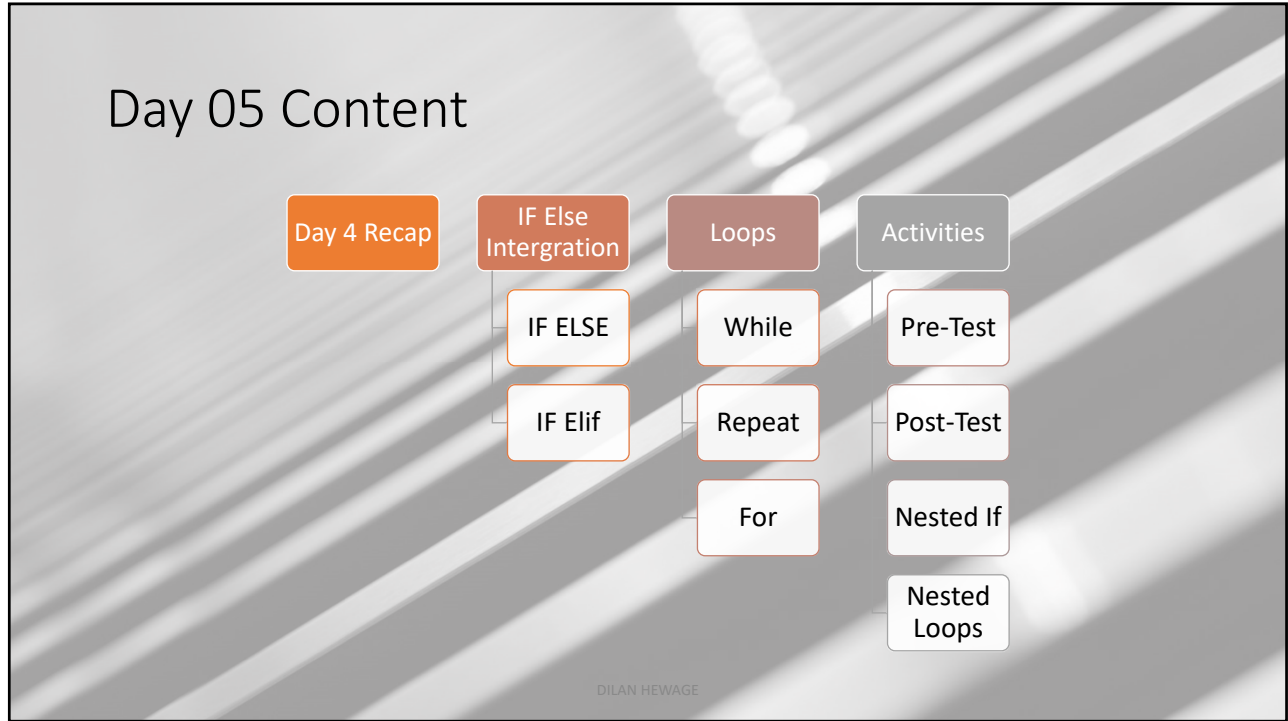 Day 05 Content
Day 4 Recap
IF Else
Intergration
IF ELSE
IF Elif
Loops
While
Repeat
For
Activities
Pre-Test
Post-Test
Nested If
Nested
Loops
DILAN HEWAGE